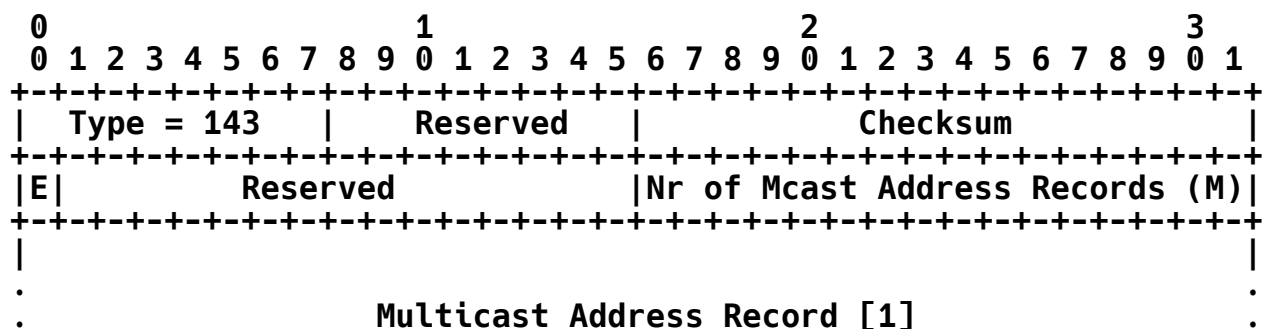 0                   1                   2                   3
 0 1 2 3 4 5 6 7 8 9 0 1 2 3 4 5 6 7 8 9 0 1 2 3 4 5 6 7 8 9 0 1
+-+-+-+-+-+-+-+-+-+-+-+-+-+-+-+-+-+-+-+-+-+-+-+-+-+-+-+-+-+-+-+-+
|  Type = 143   |    Reserved   |           Checksum            |
+-+-+-+-+-+-+-+-+-+-+-+-+-+-+-+-+-+-+-+-+-+-+-+-+-+-+-+-+-+-+-+-+
|E|         Reserved            |Nr of Mcast Address Records (M)|
+-+-+-+-+-+-+-+-+-+-+-+-+-+-+-+-+-+-+-+-+-+-+-+-+-+-+-+-+-+-+-+-+
|                                                               |
.                                                               .
.                  Multicast Address Record [1]                 .